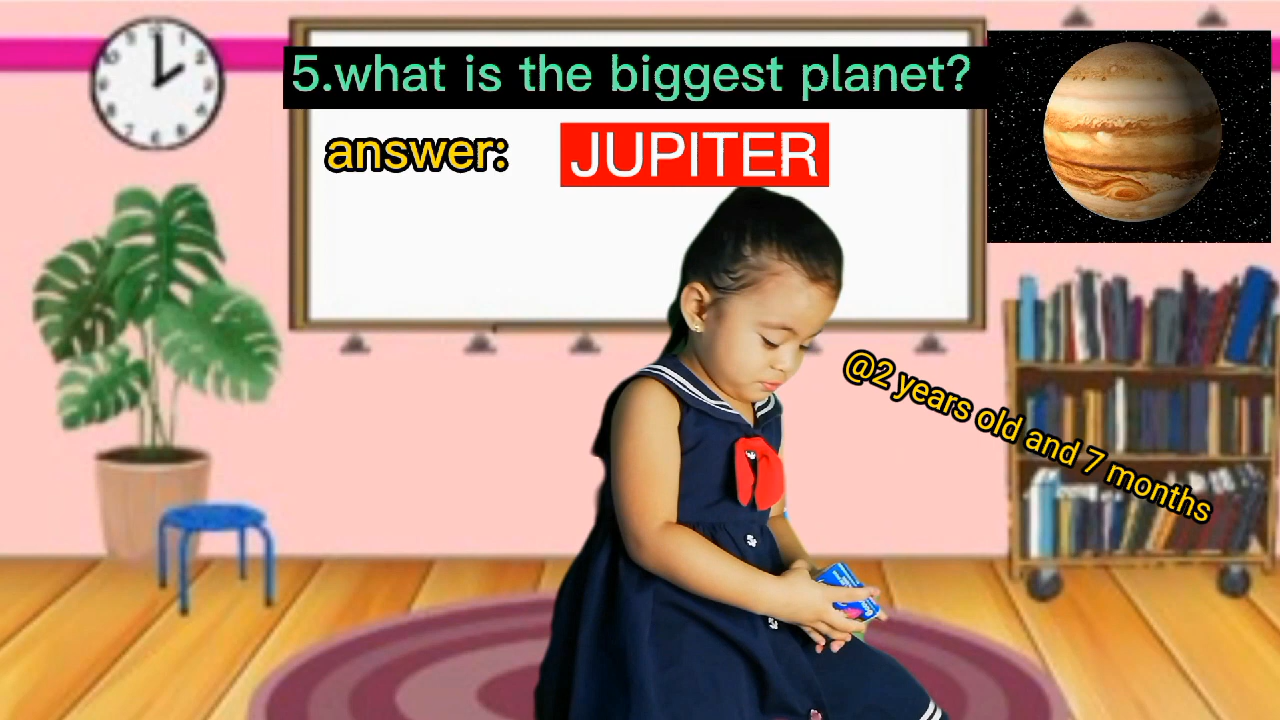 5.what is the biggest planet?
answer: JUPITER
@2 years old and 7 months